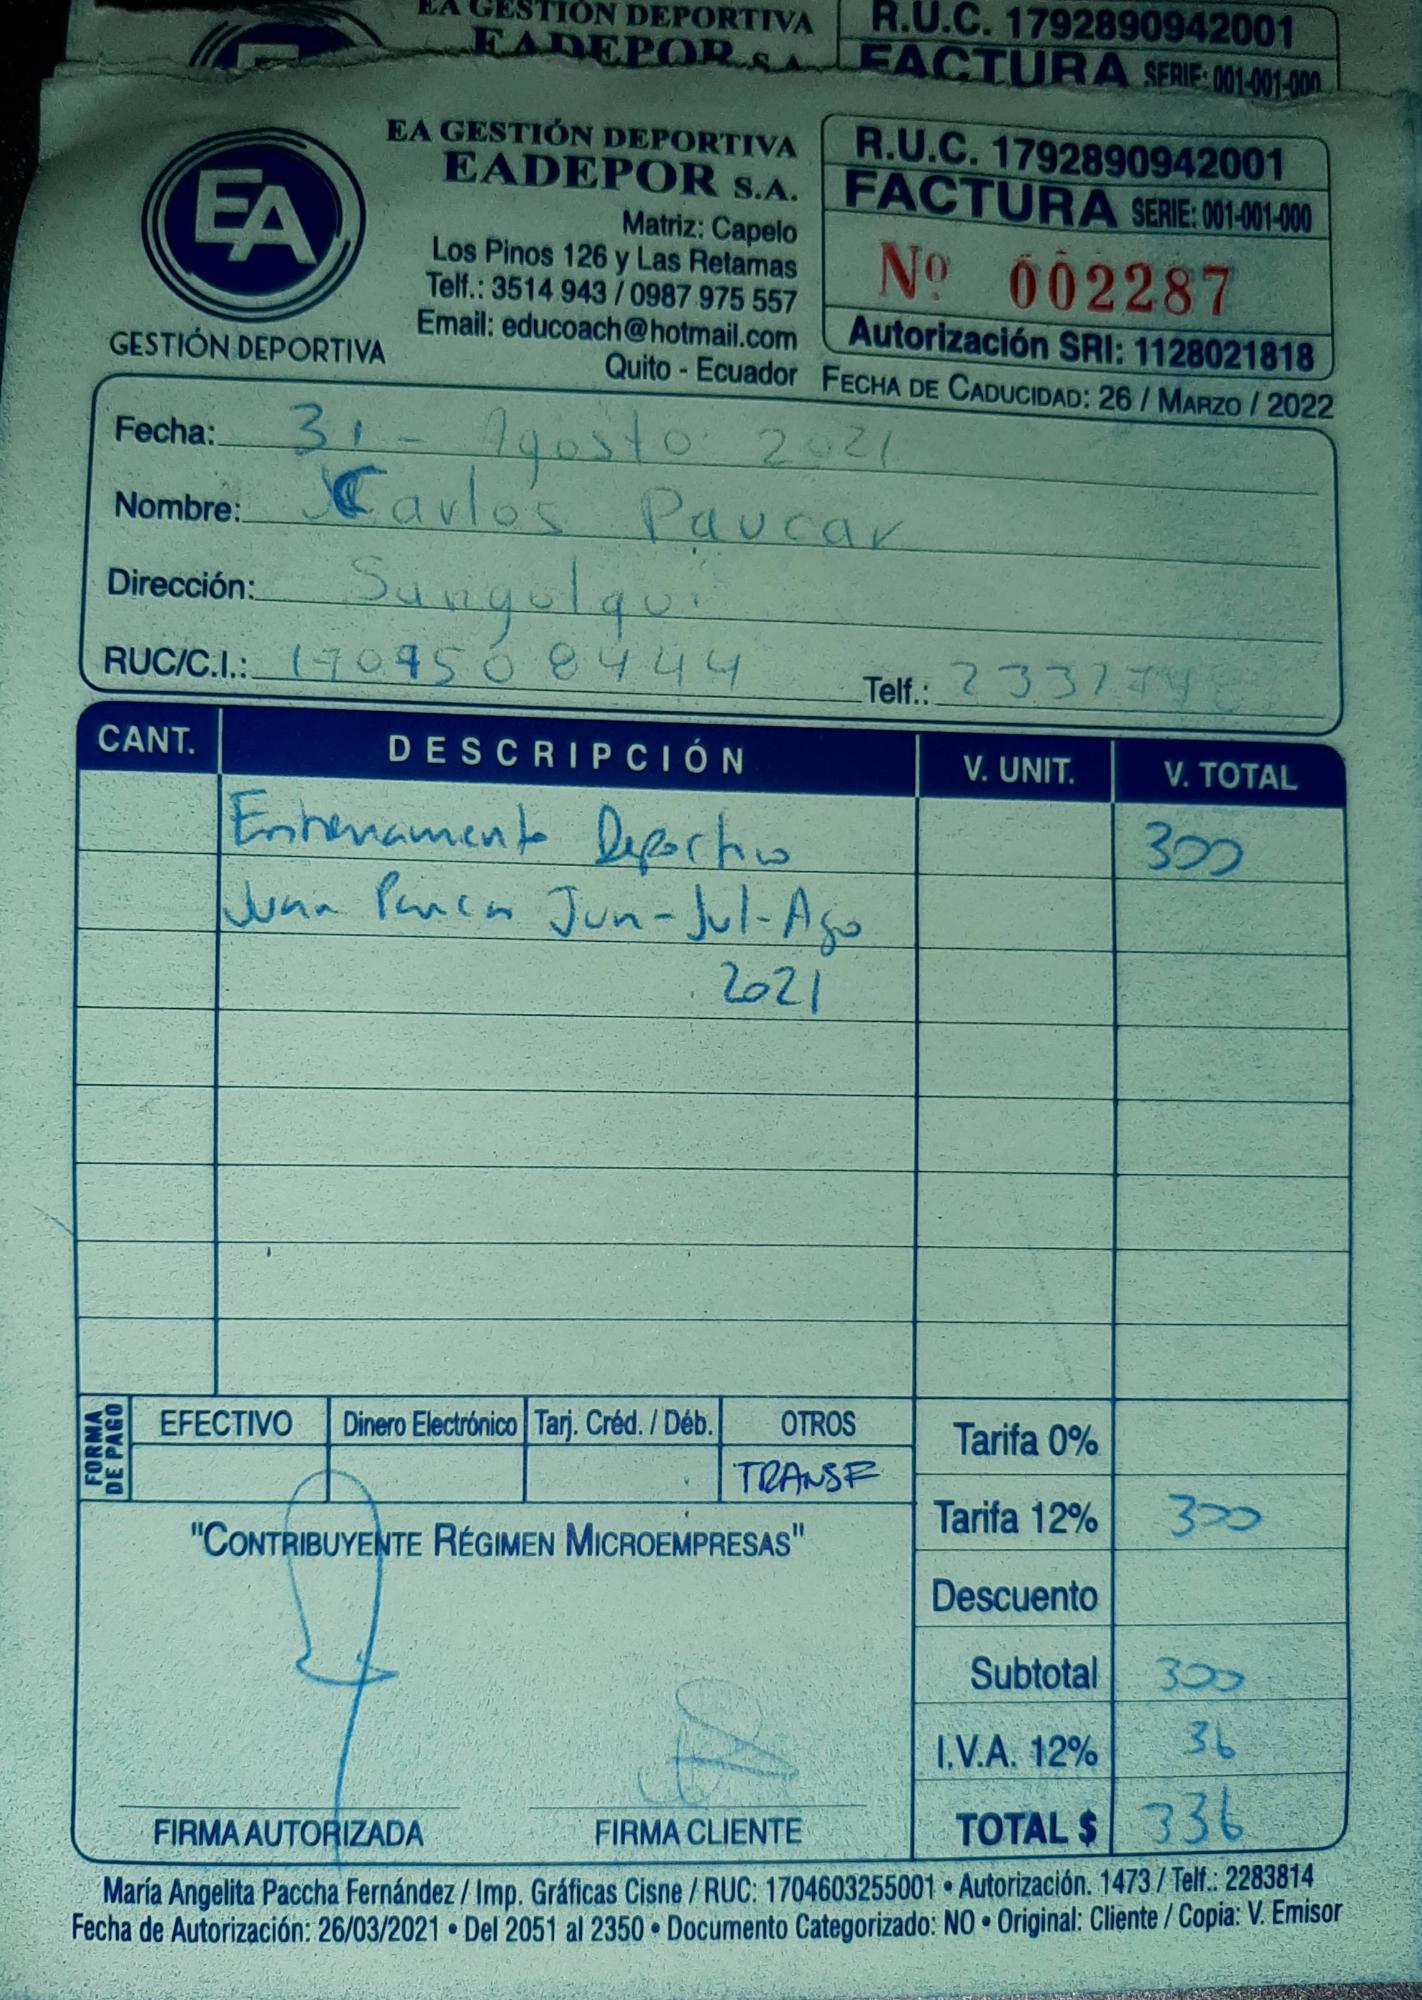 EA GESTIÓN DEPORTIVA
EADEPOR S.A.
R.U.C. 1792890942001
FACTURA SERIE: 001-001-000
EA
GESTIÓN DEPORTIVA
EA GESTIÓN DEPORTIVA
EADEPOR S.A.
Matriz: Capelo
Los Pinos 126 y Las Retamas
Telf.: 3514 943 / 0987 975 557
Email: educoach@hotmail.com
Quito - Ecuador
R.U.C. 1792890942001
FACTURA SERIE: 001-001-000
Nº 002287
Autorización SRI: 1128021818
FECHA DE CADUCIDAD: 26 / MARZO / 2022
Fecha: 31 - Agosto 2021
Nombre: Carlos Paucar
Dirección: Sangolqui
RUC/C.I.: 1709508444 Telf.:
CANT. DESCRIPCIÓN V. UNIT. V. TOTAL
Entrenamento Deportivo 300
Juan Paucar Jun-Jul-Ago
2021
FORMA DE PAGO
EFECTIVO Dinero Electrónico Tarj. Créd. / Déb. OTROS
TRANSF
Tarifa 0%
Tarifa 12% 300
Descuento
Subtotal 300
I.V.A. 12% 36
TOTAL $ 336
"CONTRIBUYENTE RÉGIMEN MICROEMPRESAS"
FIRMA AUTORIZADA FIRMA CLIENTE
María Angelita Paccha Fernández / Imp. Gráficas Cisne / RUC: 1704603255001 • Autorización. 1473 / Telf.: 2283814
Fecha de Autorización: 26/03/2021 • Del 2051 al 2350 • Documento Categorizado: NO • Original: Cliente / Copia: V. Emisor